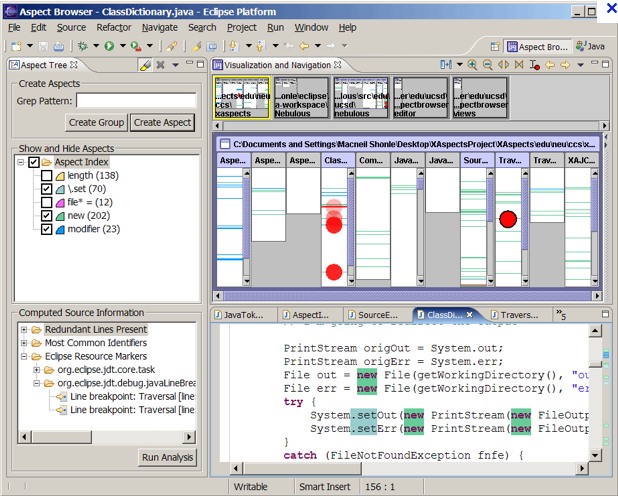 Aspect Browser - ClassDictionary.java - Eclipse Platform
File Edit Source Refactor Navigate Search Project Run Window Help
Aspect Bro... Java
Aspect Tree
Create Aspects
Grep Pattern:
Create Group Create Aspect
Show and Hide Aspects
Aspect Index
length (138)
\.set (70)
file* = (12)
new (202)
modifier (23)
Computed Source Information
Redundant Lines Present
Most Common Identifiers
Eclipse Resource Markers
org.eclipse.jdt.core.task
org.eclipse.jdt.debug.javaLineBrea
Line breakpoint: Traversal [line
Line breakpoint: Traversal [line
Run Analysis
Visualization and Navigation
...ects\edu\neu\
ccs\
xaspects
...onle\eclipse\
a-workspace\
Nebulous
...lous\src\edu\
ucsd\
nebulous
...er\edu\ucsd\
...pectbrowser
editor
...er\edu\ucsd\
...pectbrowser
views
C:\Documents and Settings\Macneil Shonle\Desktop\XAspectsProject\XAspects\edu\neu\ccs\x...
Aspe... Aspe... Aspe... Clas... Com... Java... Java... Sour... Trav... Trav... XAJC...
JavaTok... AspectI... SourceE... ClassDi... Travers... »5
PrintStream origOut = System.out;
PrintStream origErr = System.err;
File out = new File(getWorkingDirectory(), "ou
File err = new File(getWorkingDirectory(), "er
try {
System.setOut(new PrintStream(new FileOutp
System.setErr(new PrintStream(new FileOutp
}
catch (FileNotFoundException fnfe) {
Writable Smart Insert 156 : 1